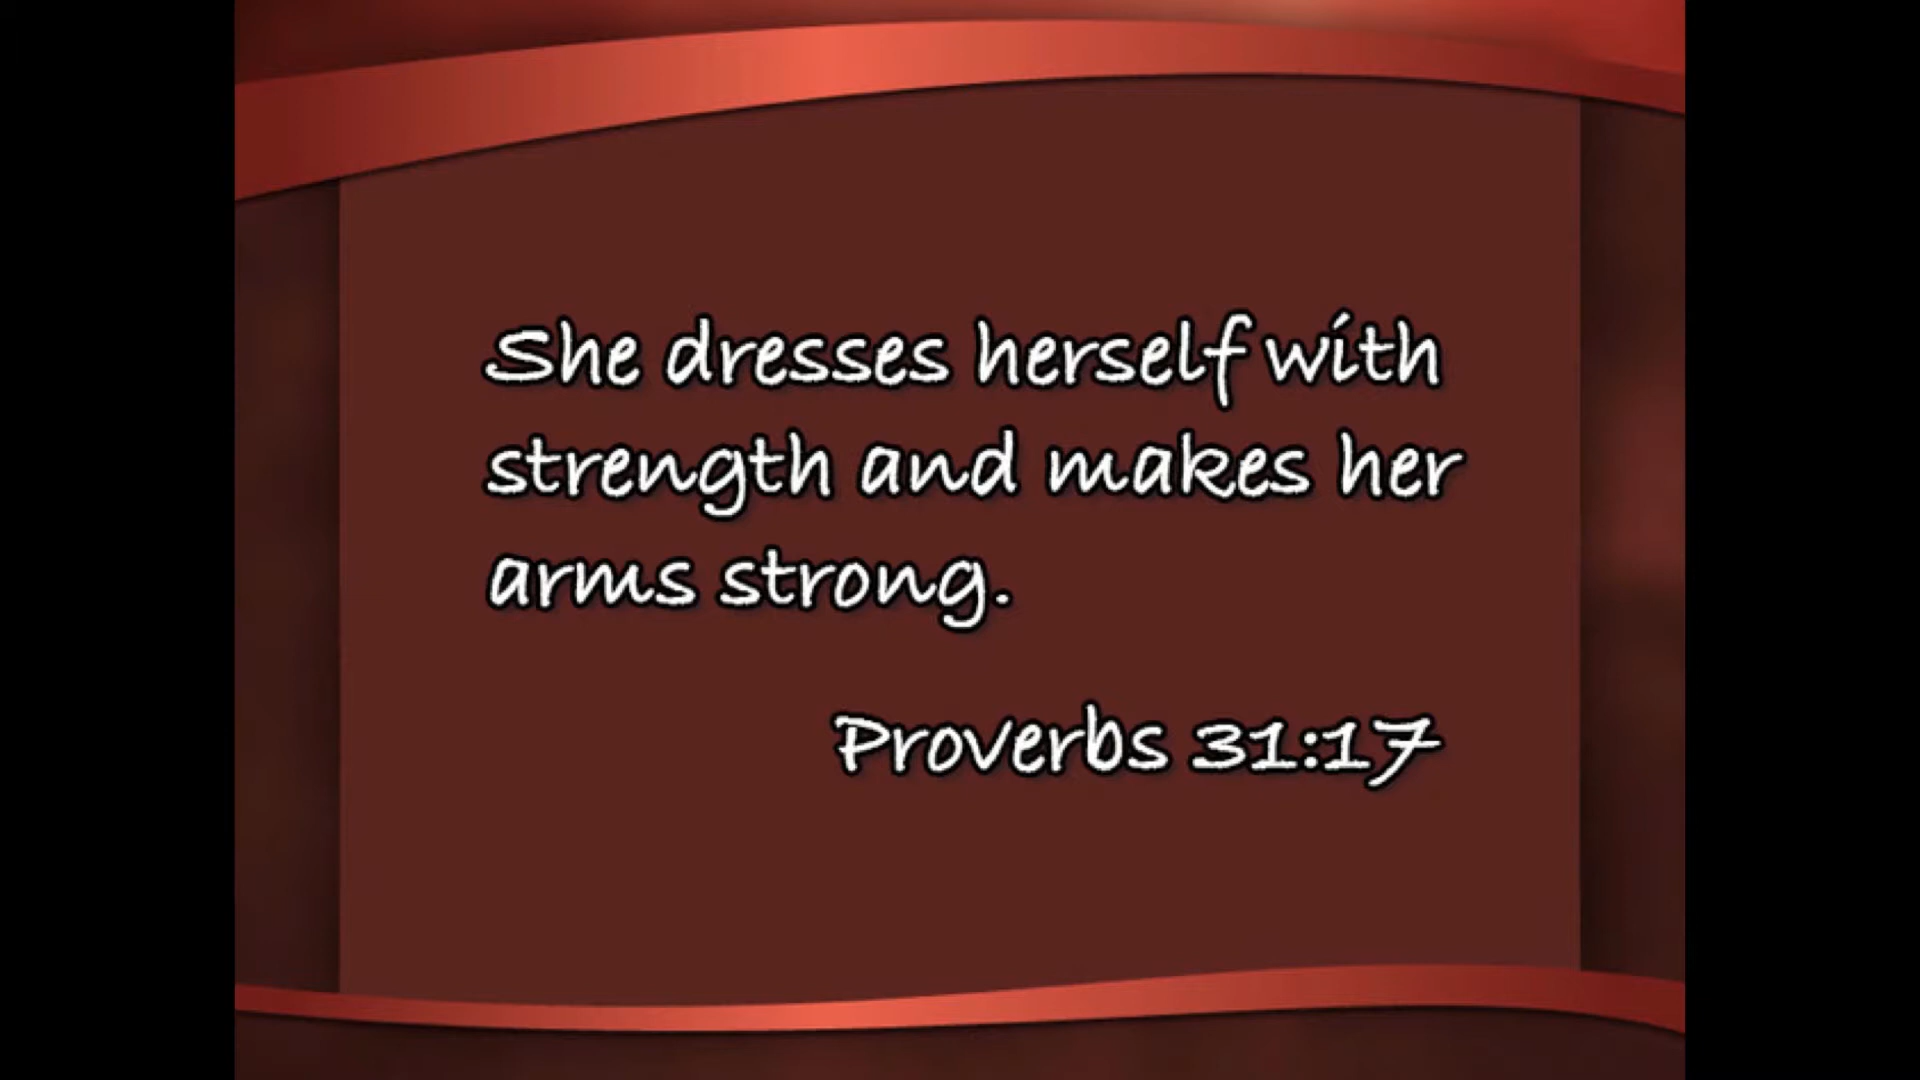 She dresses herself with
strength and makes her
arms strong.
Proverbs 31:17